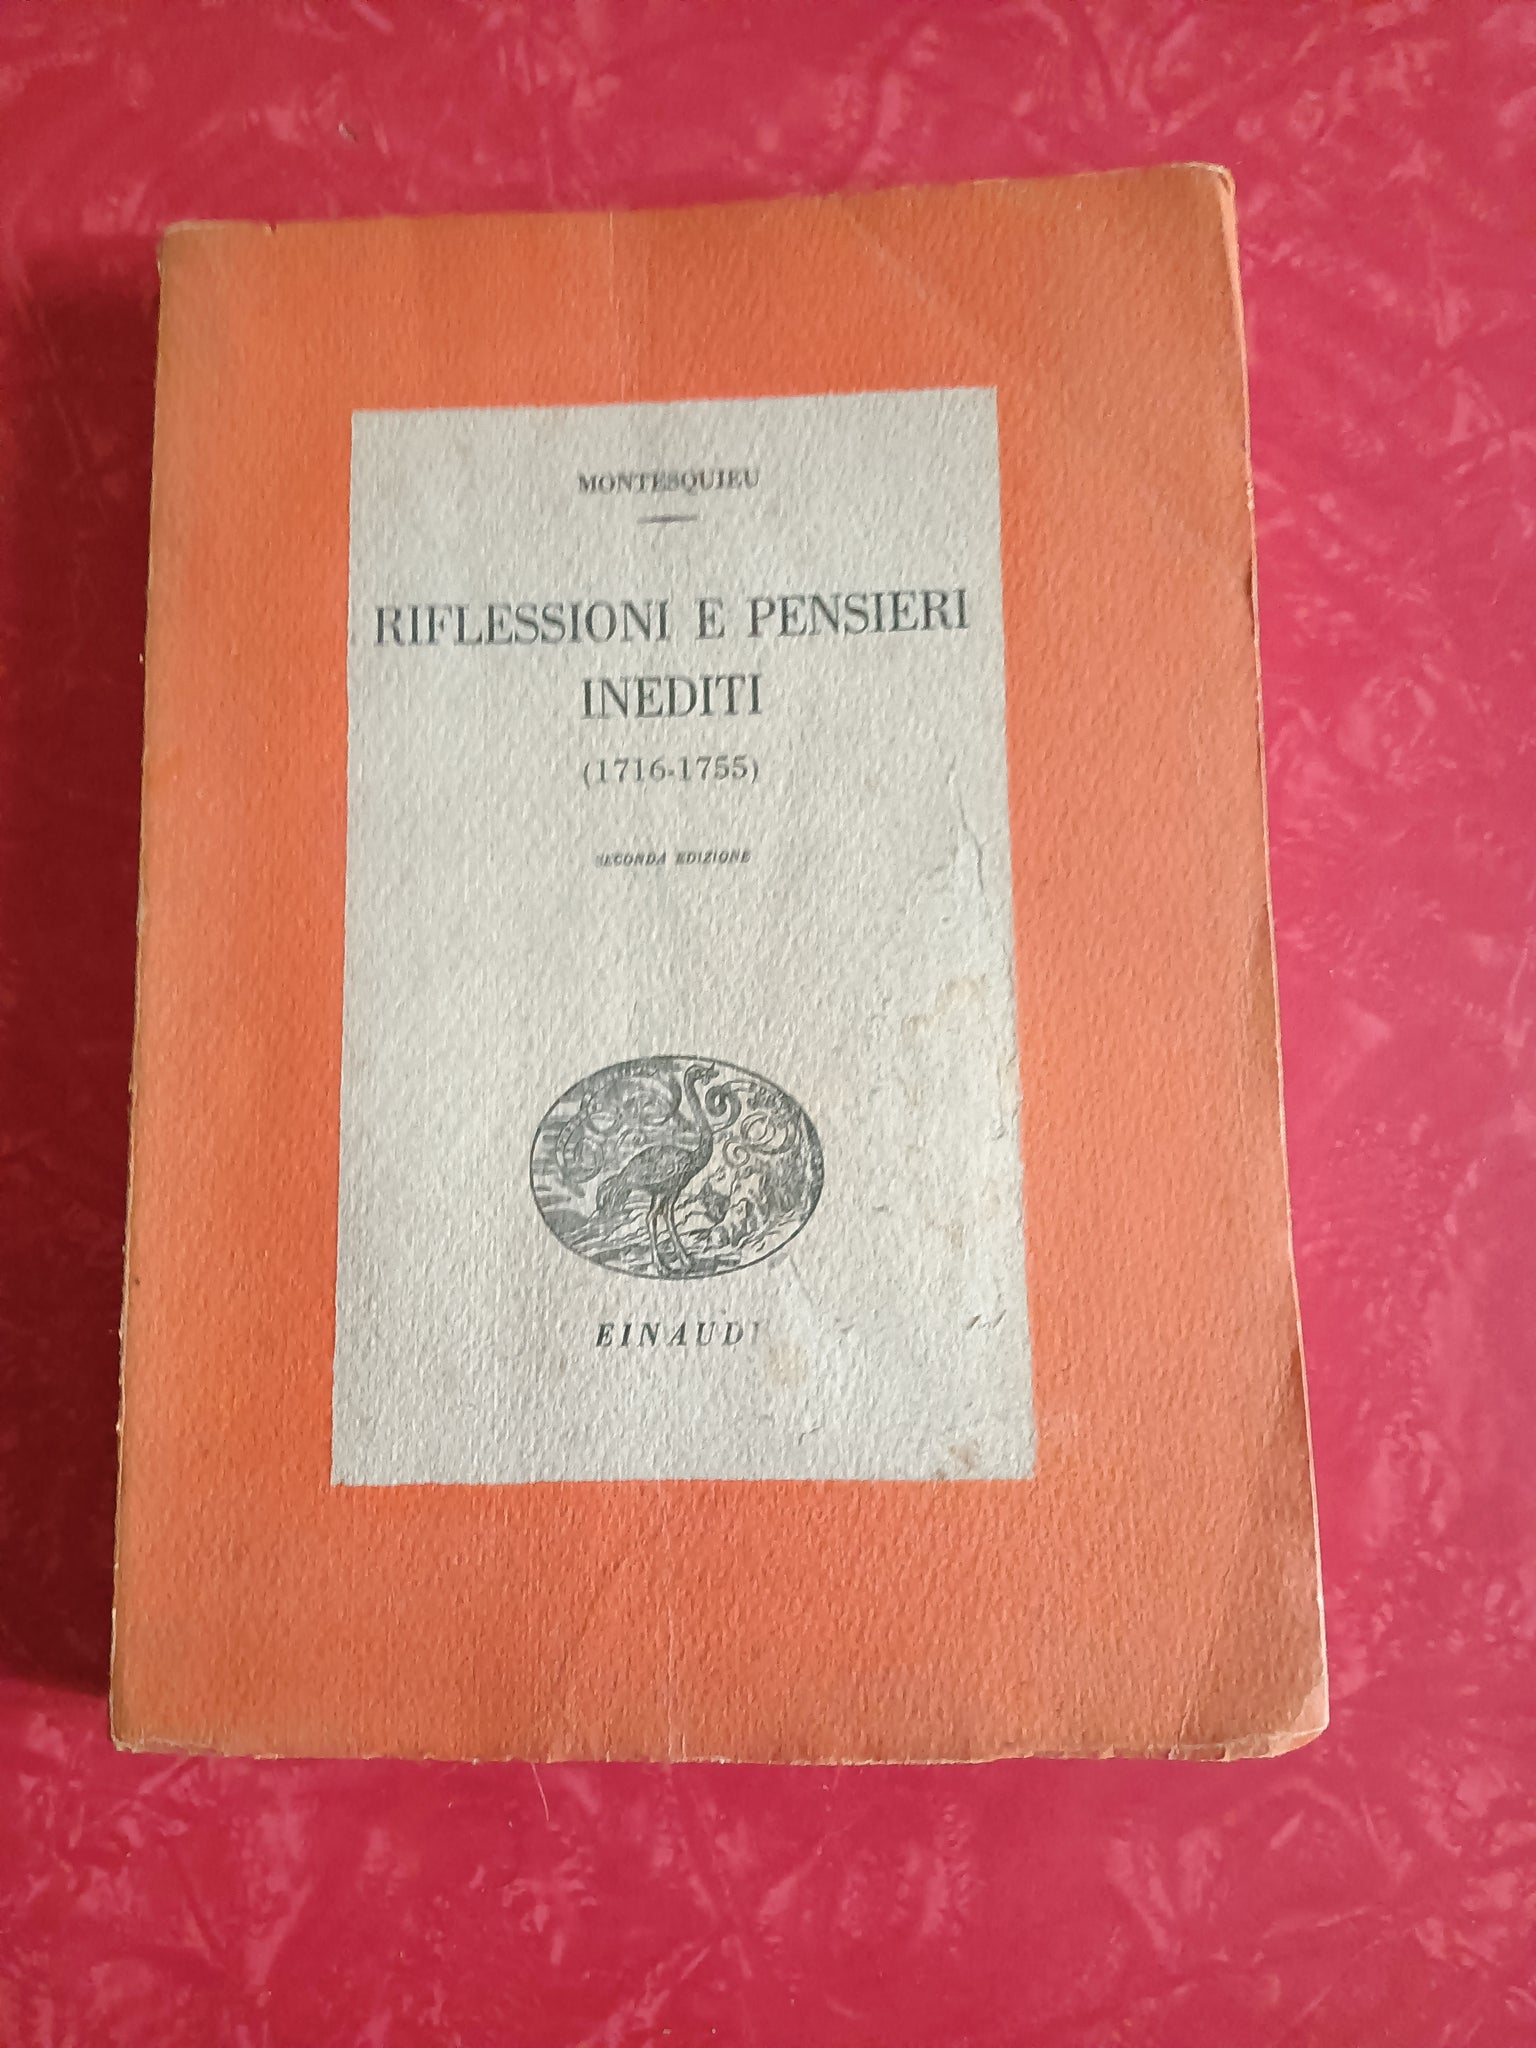 MONTESQUIEU
RIFLESSIONI E PENSIERI
INEDITI
(1716-1755)
SECONDA EDIZIONE
EINAUDI